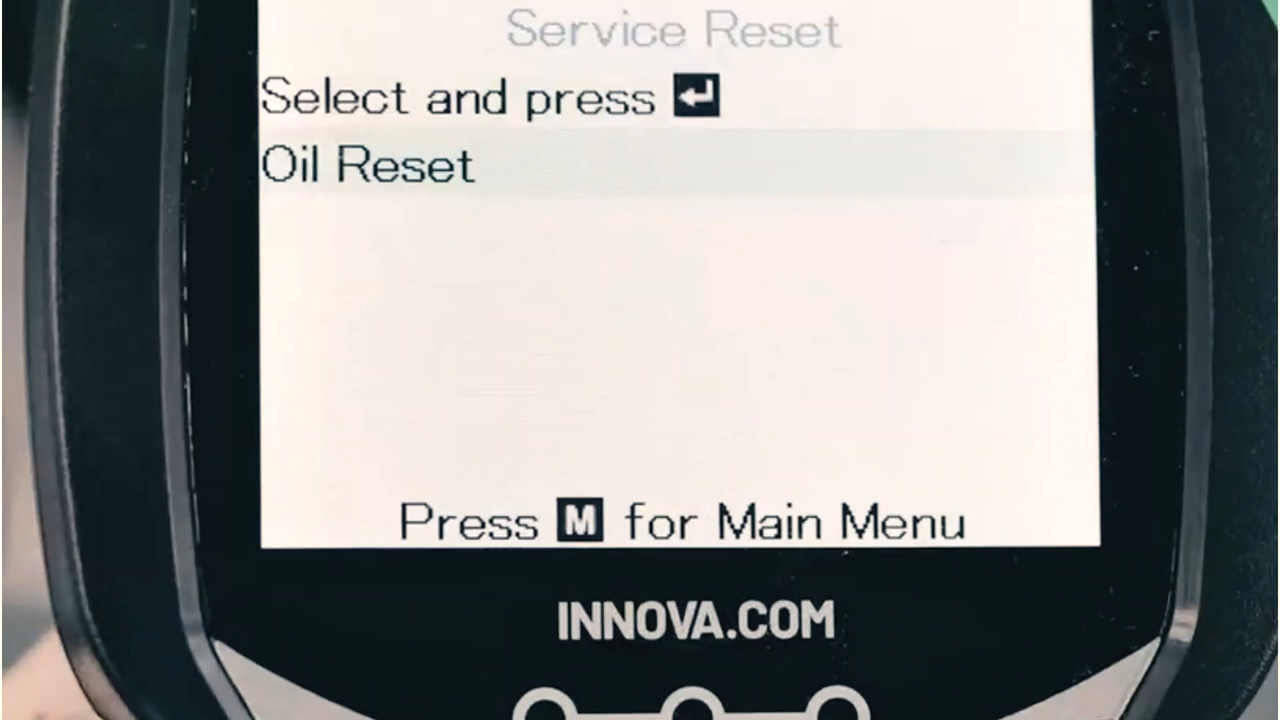 Service Reset
Select and press ↵
Oil Reset
Press M for Main Menu
INNOVA.COM